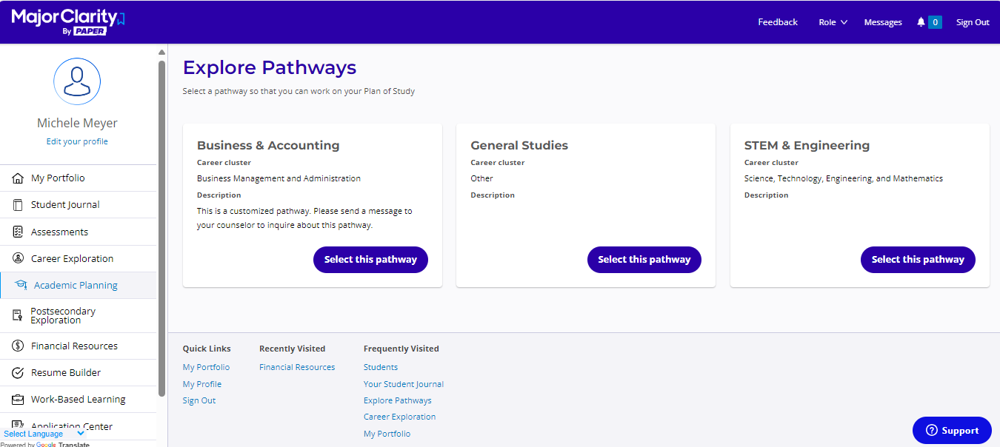 MajorClarity
By PAPER
Feedback
Role
Messages
0
Sign Out
Michele Meyer
Edit your profile
My Portfolio
Student Journal
Assessments
Career Exploration
Academic Planning
Postsecondary
Exploration
Financial Resources
Resume Builder
Work-Based Learning
Application Center
Select Language
Powered by Google Translate
Explore Pathways
Select a pathway so that you can work on your Plan of Study
Business & Accounting
Career cluster
Business Management and Administration
Description
This is a customized pathway. Please send a message to
your counselor to inquire about this pathway.
Select this pathway
General Studies
Career cluster
Other
Description
Select this pathway
STEM & Engineering
Career cluster
Science, Technology, Engineering, and Mathematics
Description
Select this pathway
Quick Links
My Portfolio
My Profile
Sign Out
Recently Visited
Financial Resources
Frequently Visited
Students
Your Student Journal
Explore Pathways
Career Exploration
My Portfolio
Support